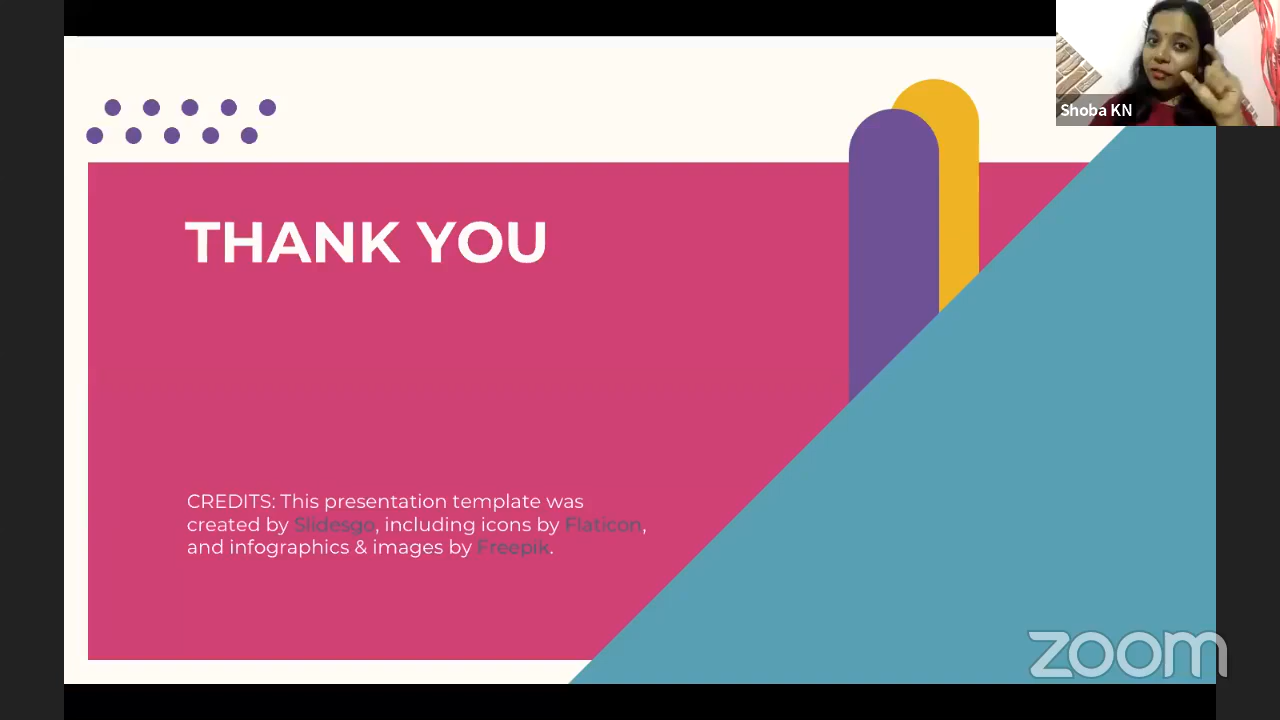 Shoba KN
THANK YOU
CREDITS: This presentation template was
created by Slidesgo, including icons by Flaticon,
and infographics & images by Freepik.
zoom